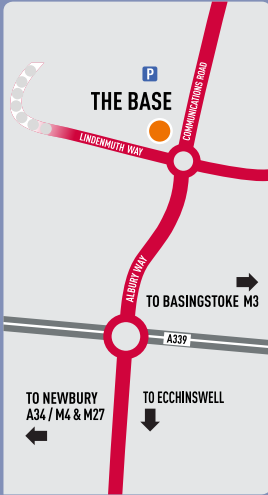 P
THE BASE
COMMUNICATIONS ROAD
LINDENMUTH WAY
ALBURY WAY
TO BASINGSTOKE M3
A339
TO NEWBURY
A34 / M4 & M27
TO ECCHINSWELL